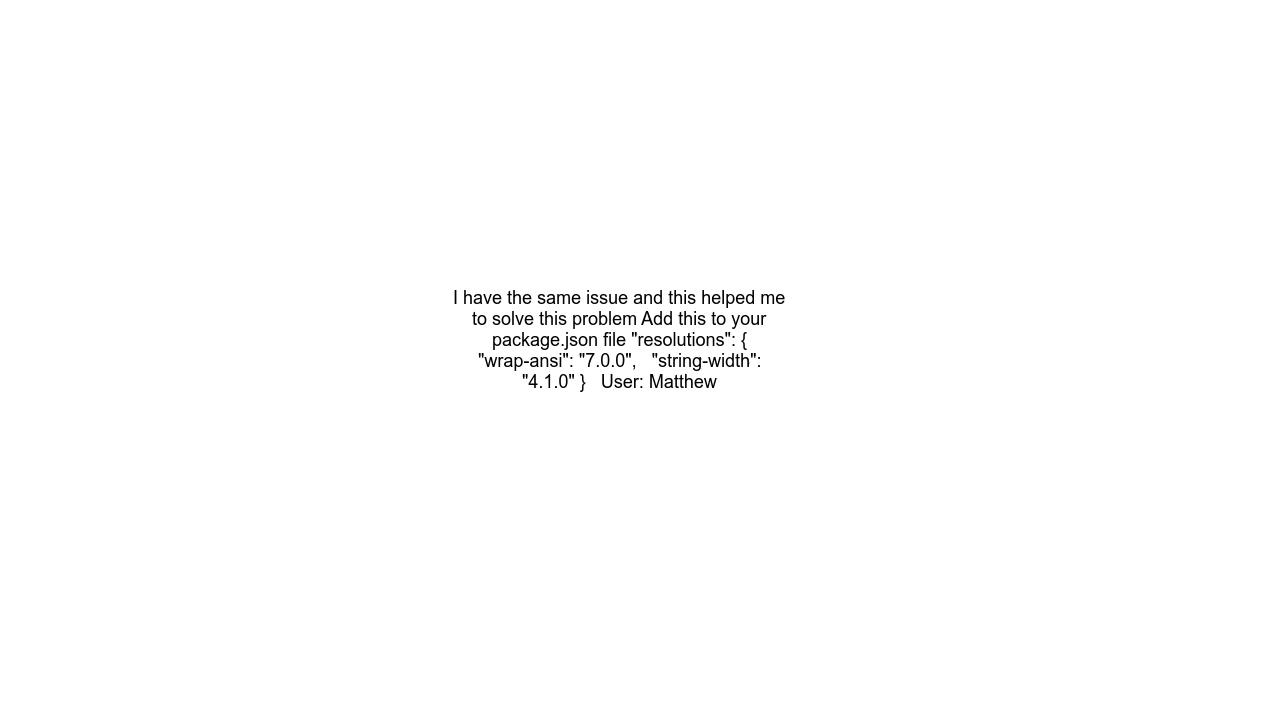 I have the same issue and this helped me
to solve this problem Add this to your
package.json file "resolutions": {
"wrap-ansi": "7.0.0",   "string-width":
"4.1.0" }   User: Matthew